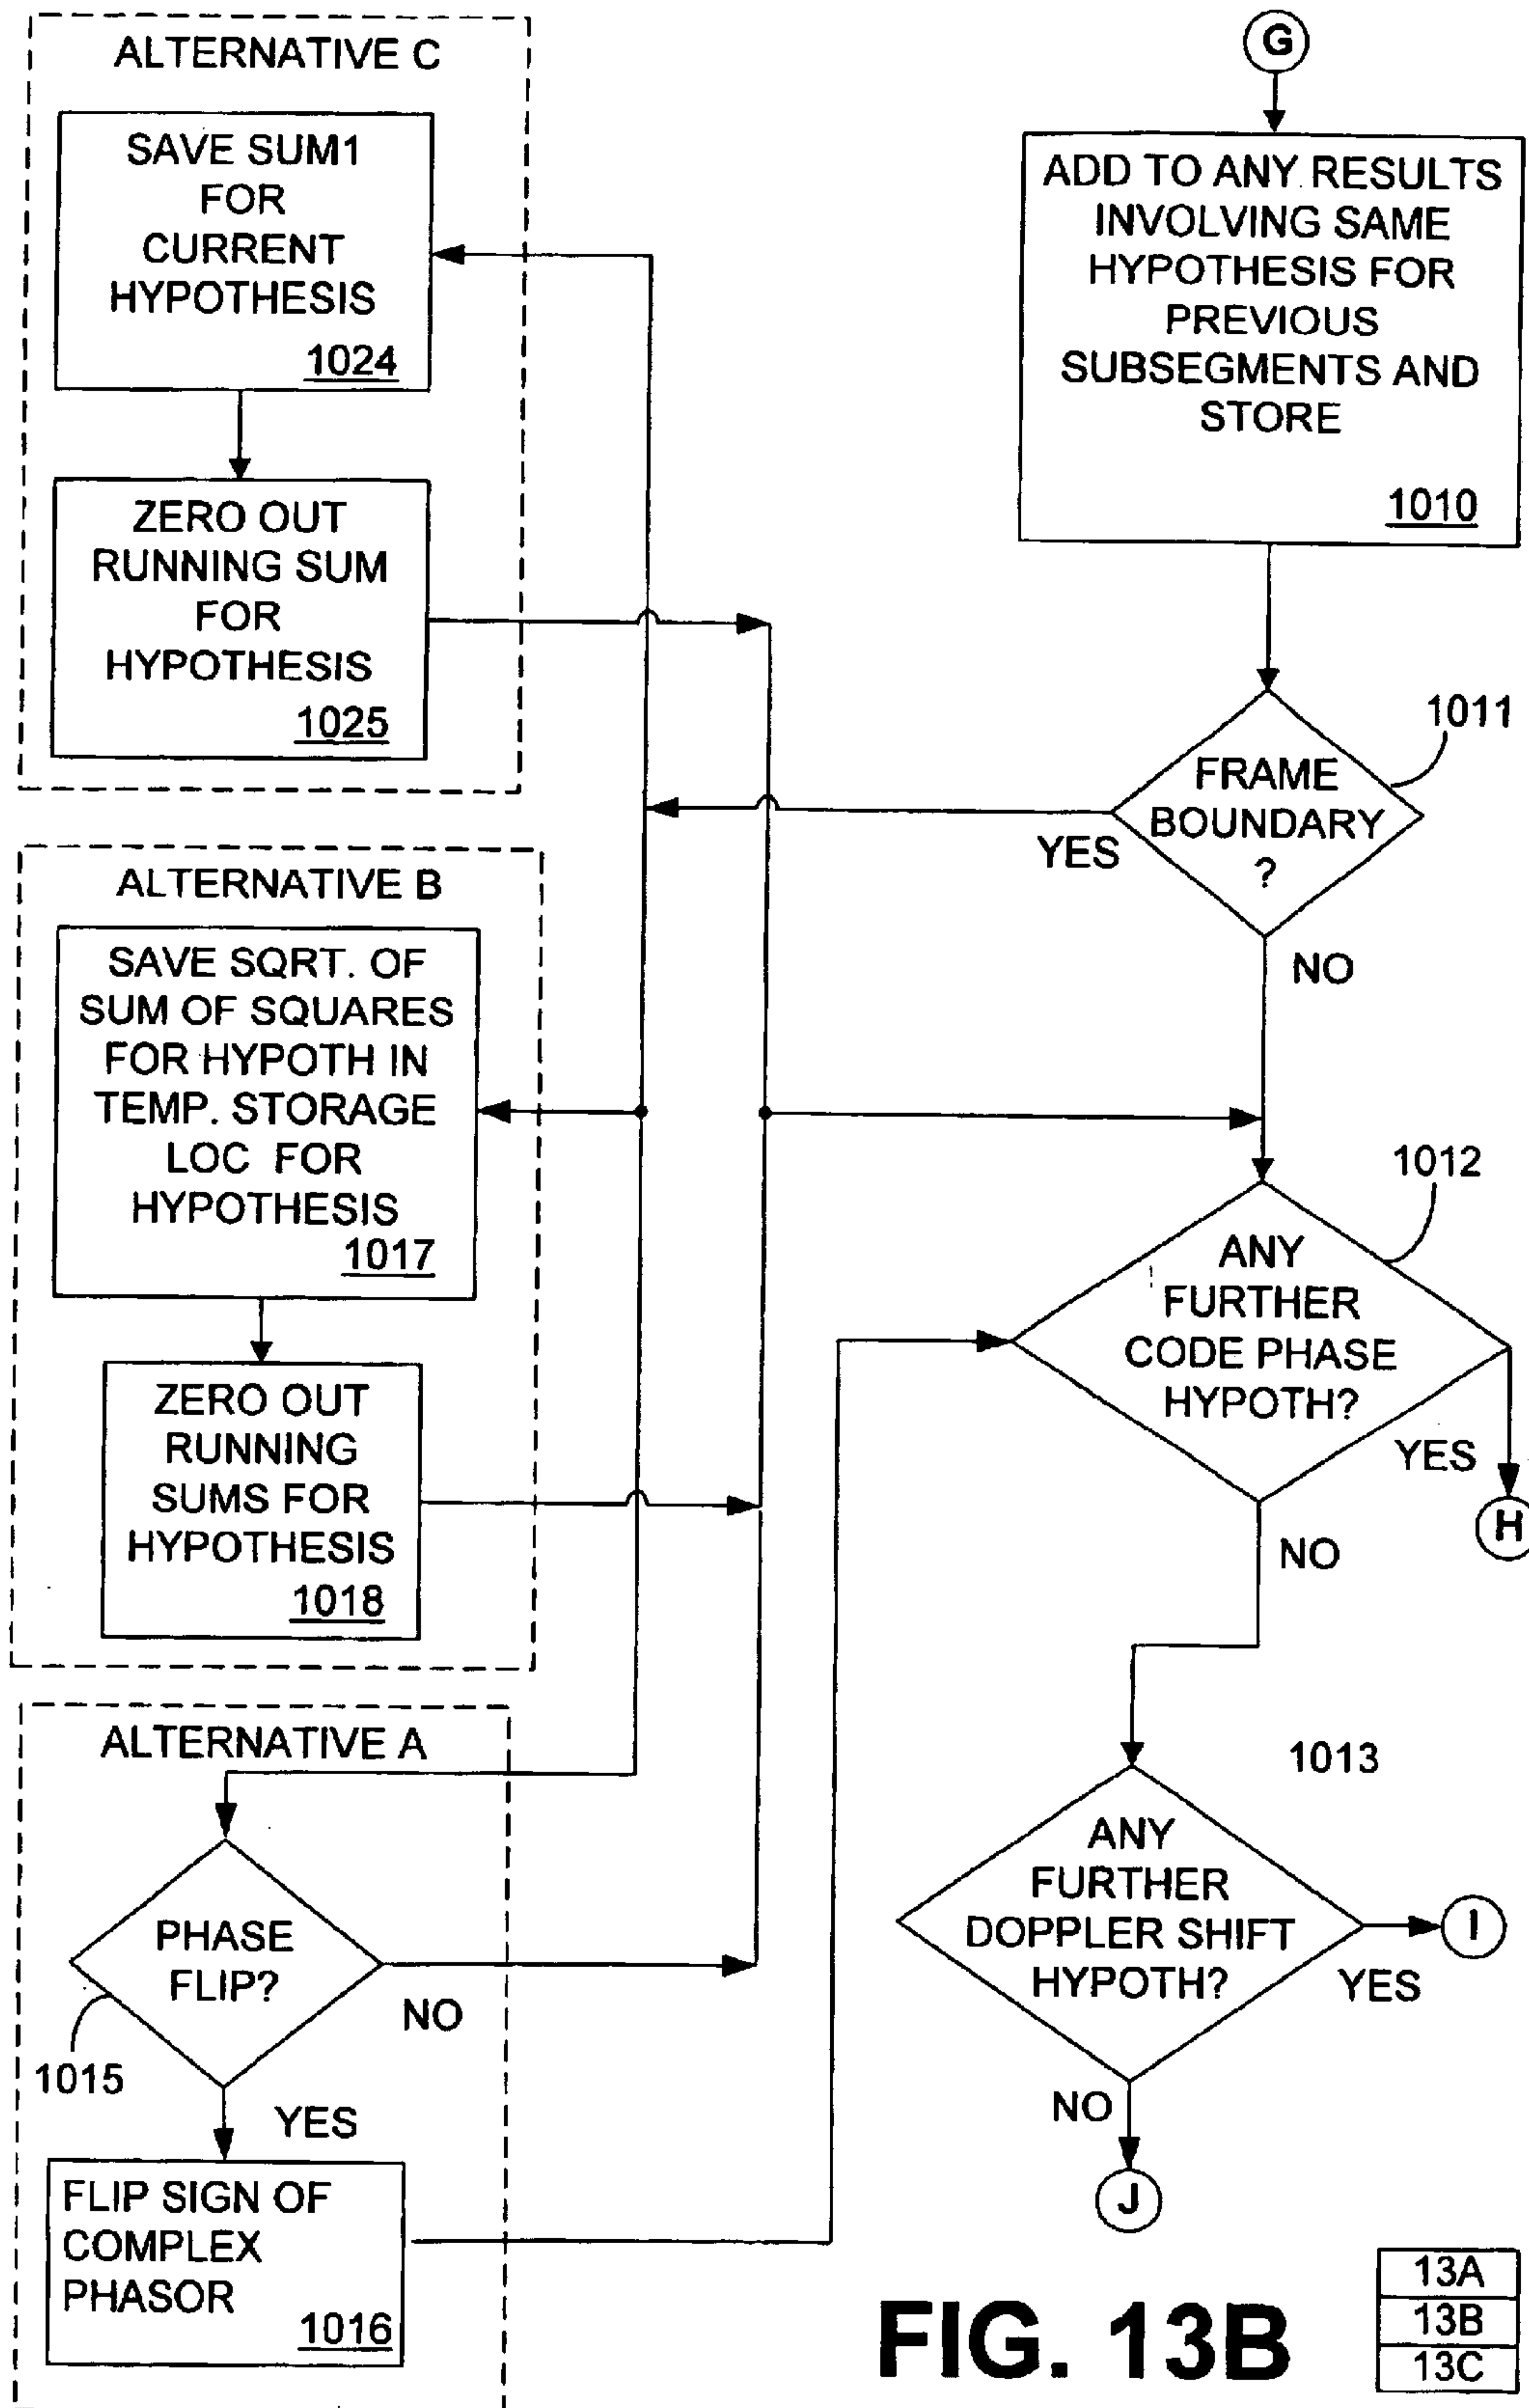 ALTERNATIVE C
SAVE SUM1
FOR
CURRENT
HYPOTHESIS
1024
ZERO OUT
RUNNING SUM
FOR
HYPOTHESIS
1025
ALTERNATIVE B
SAVE SQRT. OF
SUM OF SQUARES
FOR HYPOTH IN
TEMP. STORAGE
LOC FOR
HYPOTHESIS
1017
ZERO OUT
RUNNING
SUMS FOR
HYPOTHESIS
1018
ALTERNATIVE A
PHASE
FLIP?
NO
1015
YES
FLIP SIGN OF
COMPLEX
PHASOR
1016
G
ADD TO ANY RESULTS
INVOLVING SAME
HYPOTHESIS FOR
PREVIOUS
SUBSEGMENTS AND
STORE
1010
1011
FRAME
BOUNDARY
?
YES
NO
1012
ANY
FURTHER
CODE PHASE
HYPOTH?
YES
H
NO
1013
ANY
FURTHER
DOPPLER SHIFT
HYPOTH?
I
YES
NO
J
FIG. 13B
13A
13B
13C